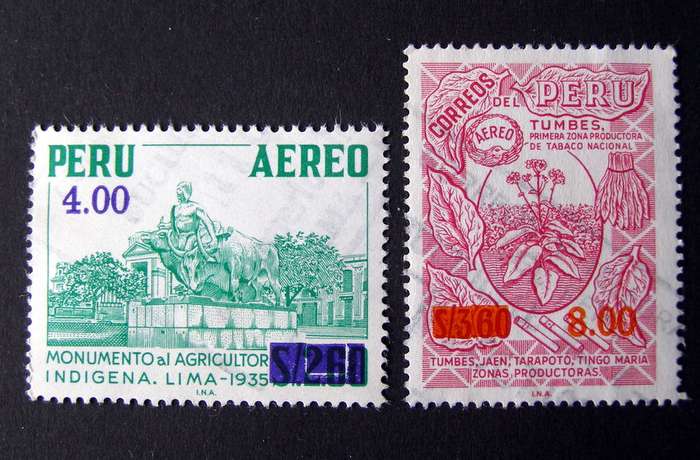 PERU AEREO
4.00
MONUMENTO al AGRICULTOR
INDIGENA. LIMA-1935
S/2.60
I.N.A.
CORREOS
DEL PERU
AEREO
TUMBES,
PRIMERA ZONA PRODUCTORA
DE TABACO NACIONAL
S/3.60 8.00
TUMBES, JAEN, TARAPOTO, TINGO MARIA
ZONAS PRODUCTORAS.
I.N.A.